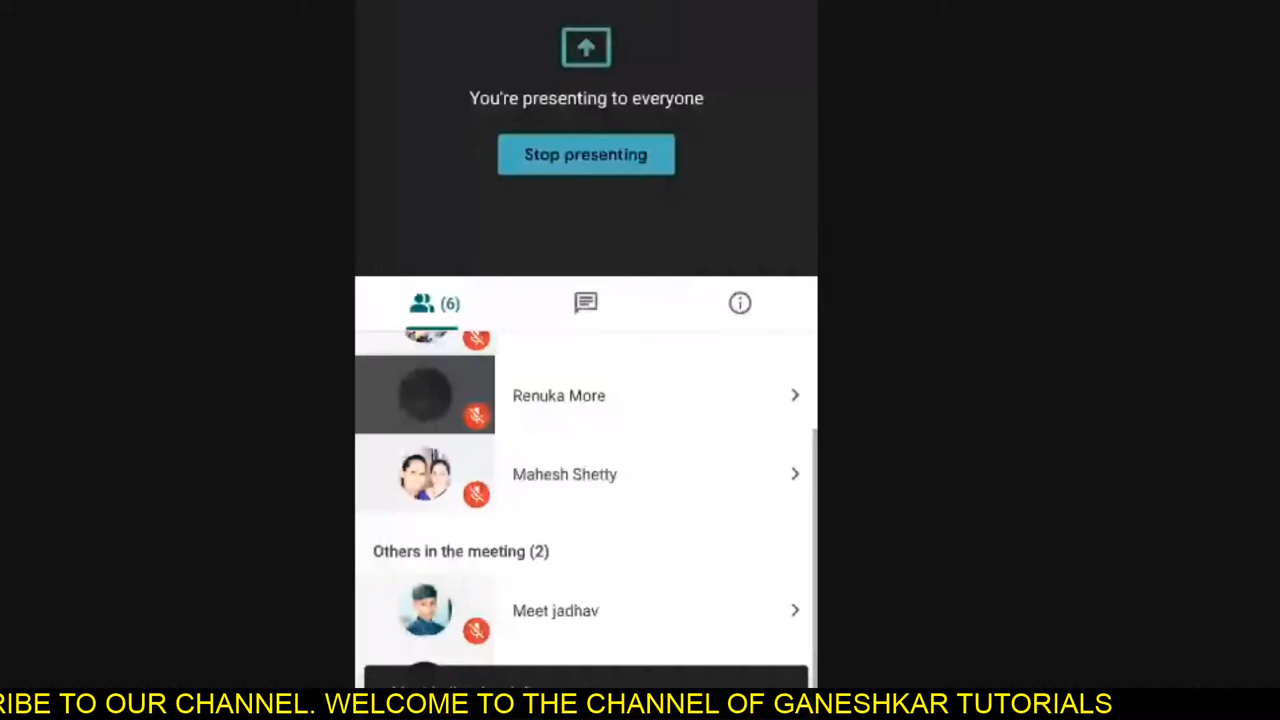 You're presenting to everyone
Stop presenting
(6)
Renuka More
Mahesh Shetty
Others in the meeting (2)
Meet jadhav
RIBE TO OUR CHANNEL. WELCOME TO THE CHANNEL OF GANESHKAR TUTORIALS